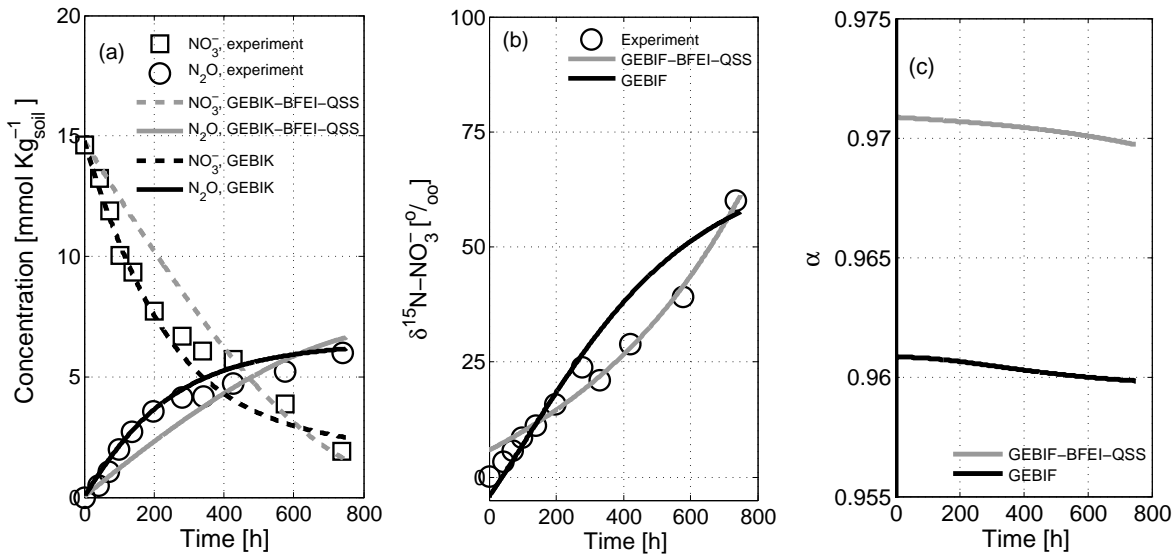 (a)
NO₃⁻, experiment
N₂O, experiment
NO₃⁻, GEBIK−BFEI−QSS
N₂O, GEBIK−BFEI−QSS
NO₃⁻, GEBIK
N₂O, GEBIK
Concentration [mmol Kg⁻¹soil ]
20
15
10
5
0
0 200 400 600 800
Time [h]
(b)
Experiment
GEBIF−BFEI−QSS
GEBIF
δ¹⁵N−NO₃⁻ [⁰/₀₀]
100
75
50
25
0
0 200 400 600 800
Time [h]
(c)
α
0.975
0.97
0.965
0.96
0.955
GEBIF−BFEI−QSS
GEBIF
0 200 400 600 800
Time [h]